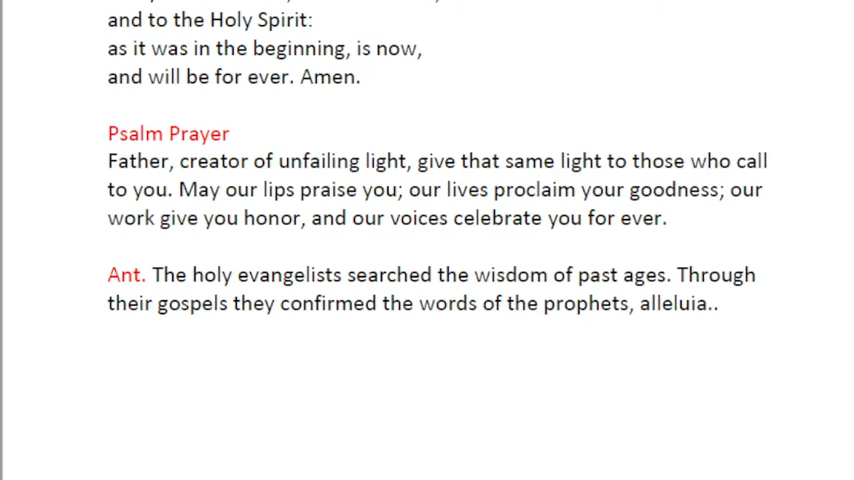 and to the Holy Spirit:
as it was in the beginning, is now,
and will be for ever. Amen.
Psalm Prayer
Father, creator of unfailing light, give that same light to those who call
to you. May our lips praise you; our lives proclaim your goodness; our
work give you honor, and our voices celebrate you for ever.
Ant. The holy evangelists searched the wisdom of past ages. Through
their gospels they confirmed the words of the prophets, alleluia..